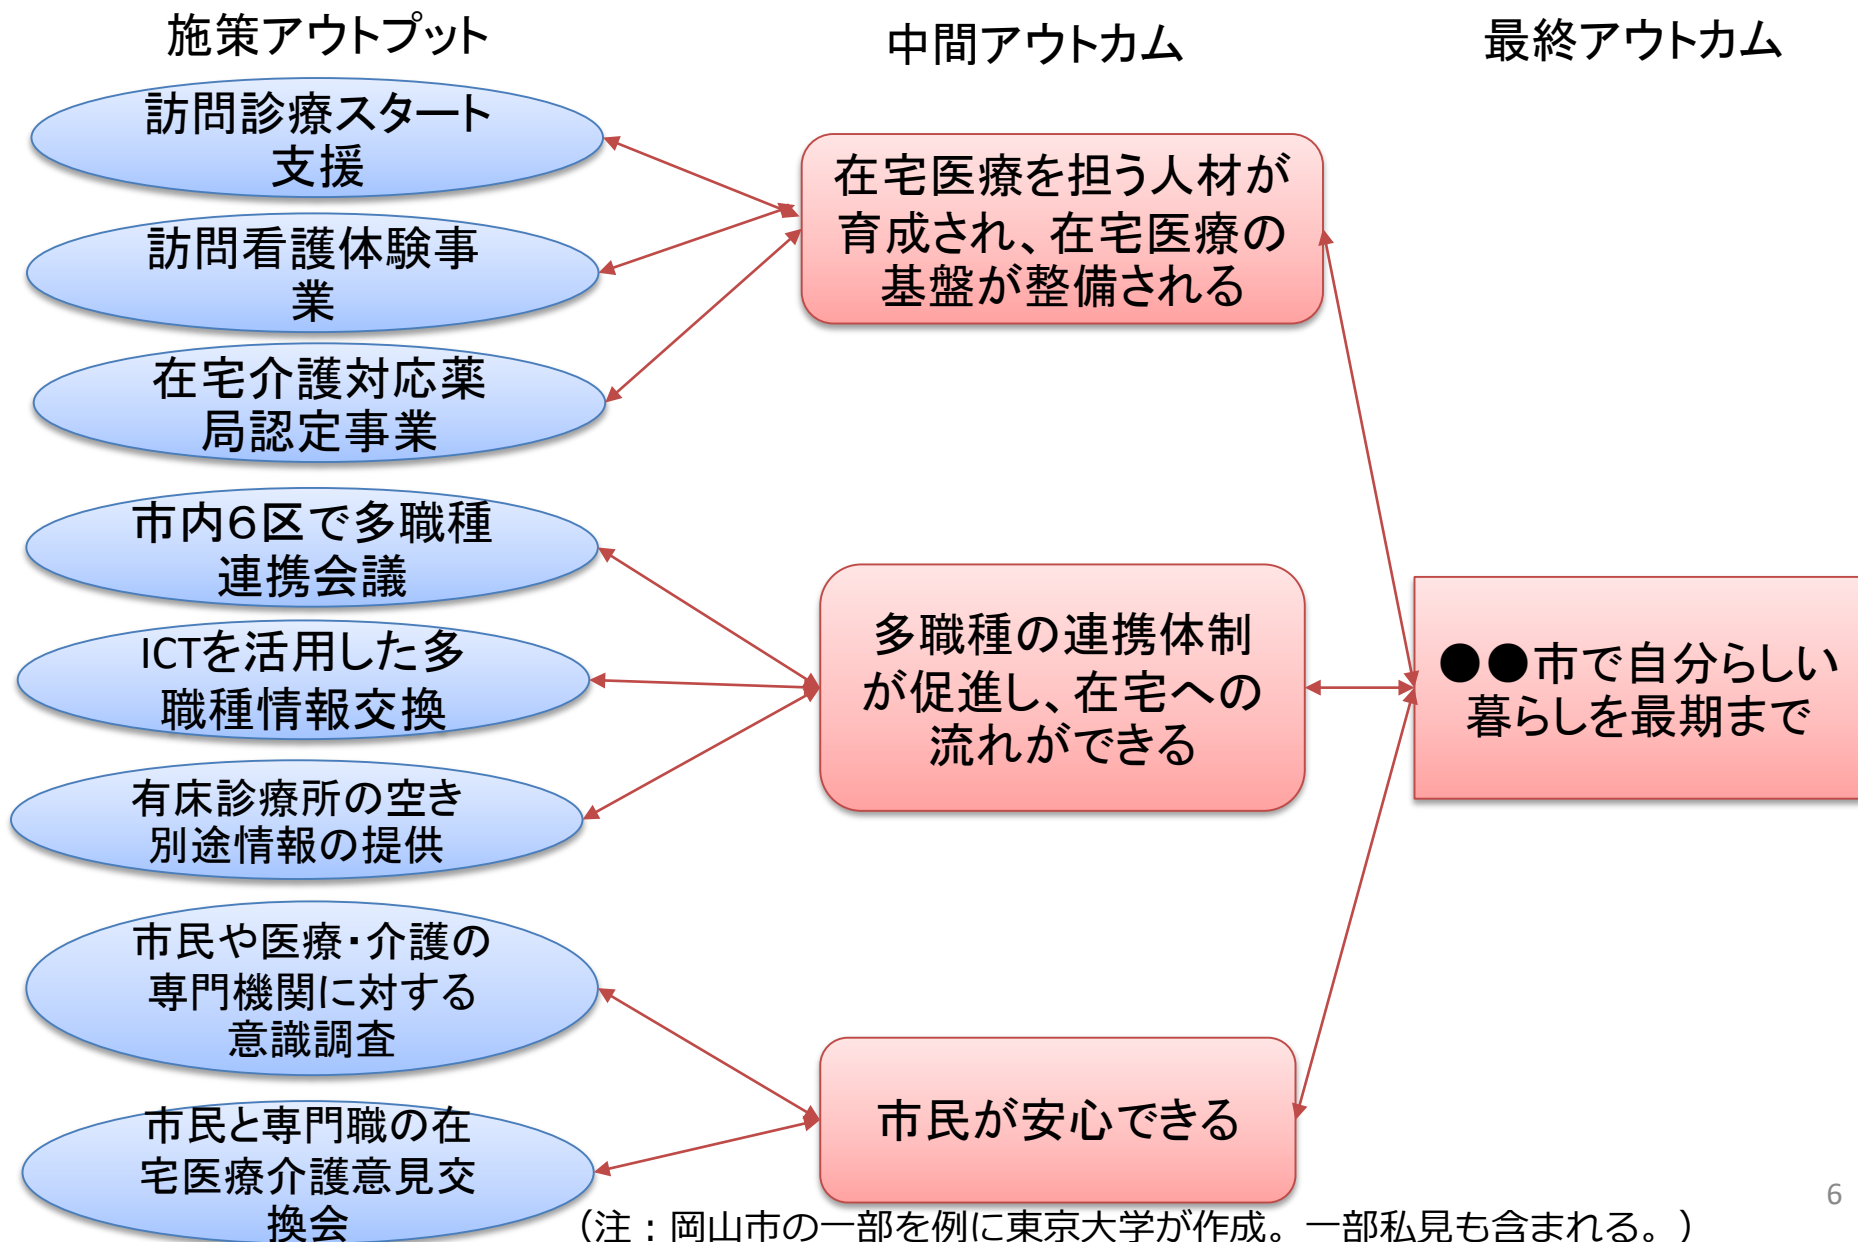 施策アウトプット
中間アウトカム
最終アウトカム
訪問診療スタート
支援
訪問看護体験事
業
在宅介護対応薬
局認定事業
市内6区で多職種
連携会議
ICTを活用した多
職種情報交換
有床診療所の空き
別途情報の提供
市民や医療・介護の
専門機関に対する
意識調査
市民と専門職の在
宅医療介護意見交
換会
在宅医療を担う人材が
育成され、在宅医療の
基盤が整備される
多職種の連携体制
が促進し、在宅への
流れができる
市民が安心できる
●●市で自分らしい
暮らしを最期まで
（注：岡山市の一部を例に東京大学が作成。一部私見も含まれる。）
6